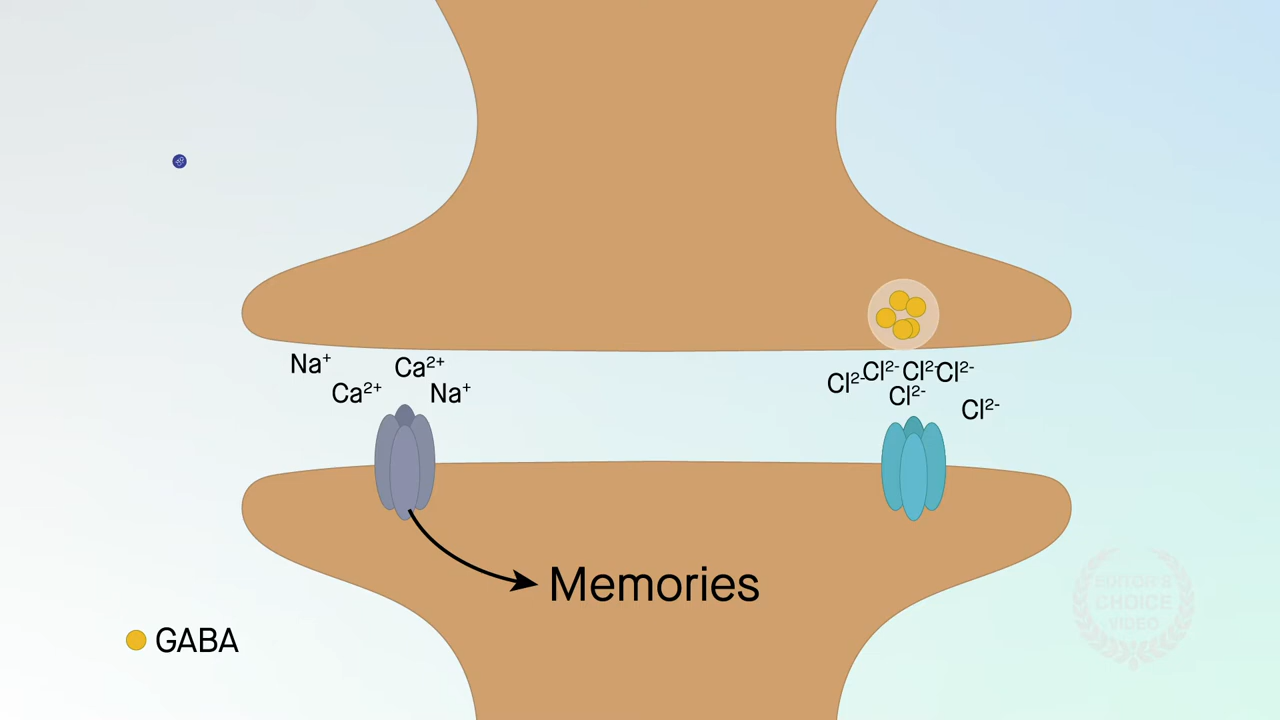 Na⁺
Ca²⁺
Ca²⁺
Na⁺
Cl²⁻
Cl²⁻
Cl²⁻
Cl²⁻
Cl²⁻
Cl²⁻
Memories
GABA
EDITOR'S
CHOICE
VIDEO